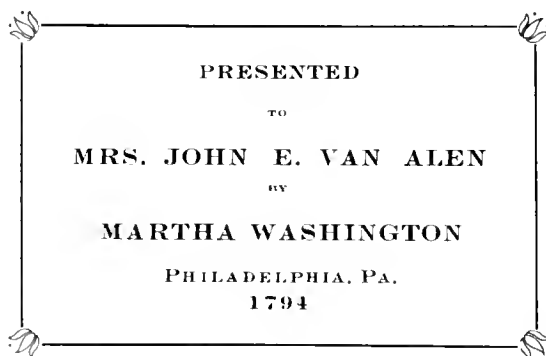 PRESENTED
TO
MRS. JOHN E. VAN ALEN
BY
MARTHA WASHINGTON
PHILADELPHIA, PA.
1794